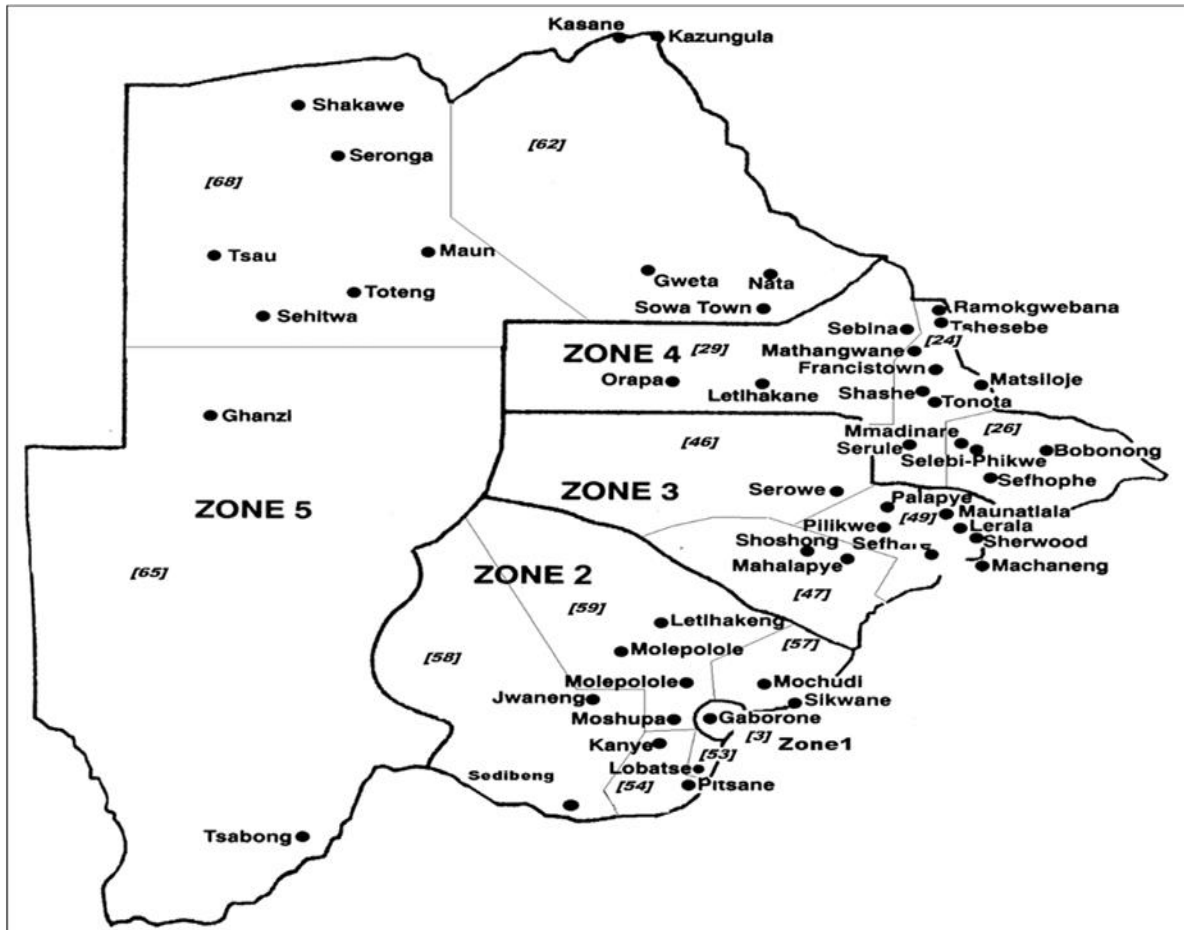 Kasane
Kazungula
Shakawe
[62]
Seronga
[68]
Tsau
Maun
Gweta
Nata
Toteng
Sehitwa
Sowa Town
Ramokgwebana
Tshesebe
Sebina
[24]
ZONE 4
[29]
Mathangwane
Francistown
Orapa
Letlhakane
Matsiloje
Shashe
Tonota
Ghanzi
[46]
Mmadinare
[26]
Serule
Bobonong
Selebi-Phikwe
Sefhophe
ZONE 5
ZONE 3
Serowe
Palapye
Maunatlala
[49]
Pilikwe
Lerala
Shoshong
Sherwood
Mahalapye
Machaneng
[65]
ZONE 2
[47]
[59]
Letlhakeng
[57]
Molepolole
[58]
Molepolole
Mochudi
Jwaneng
Sikwane
Moshupa
Gaborone
[3]
Zone1
Kanye
[53]
Lobatse
Sedibeng
[54]
Pitsane
Tsabong